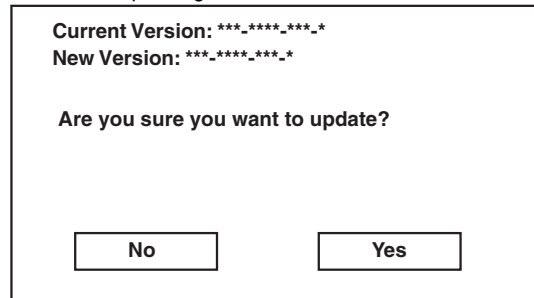 Current Version: ***-****-***-*
New Version: ***-****-***-*
Are you sure you want to update?
No Yes